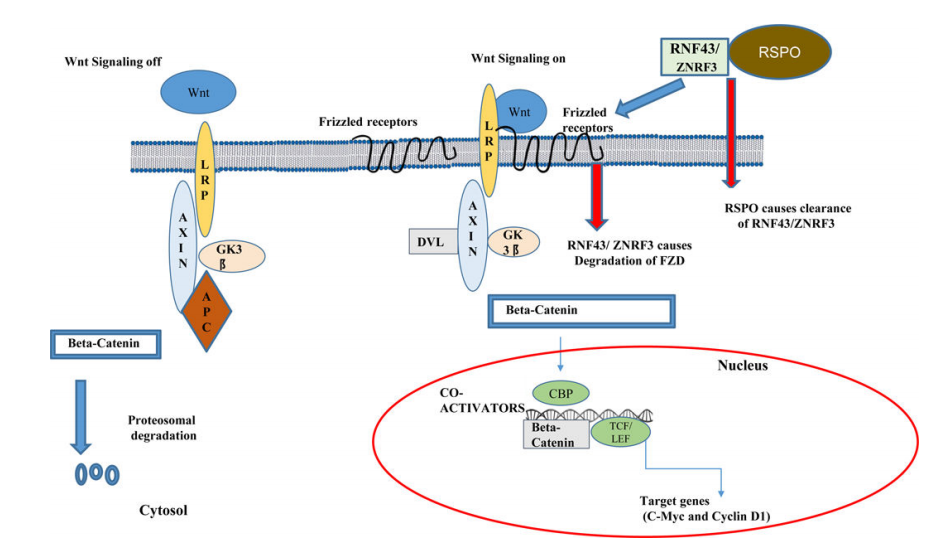 Wnt Signaling off
Wnt
L
R
P
A
X
I
N
GK3
ß
A
P
C
Beta-Catenin
Proteosomal
degradation
Cytosol
Frizzled receptors
Wnt Signaling on
Wnt
L
R
P
Frizzled
receptors
RNF43/
ZNRF3
RSPO
A
X
I
N
DVL
GK
3 ß
RNF43/ ZNRF3 causes
Degradation of FZD
RSPO causes clearance
of RNF43/ZNRF3
Beta-Catenin
Nucleus
CO-
ACTIVATORS
CBP
Beta-
Catenin
TCF/
LEF
Target genes
(C-Myc and Cyclin D1)